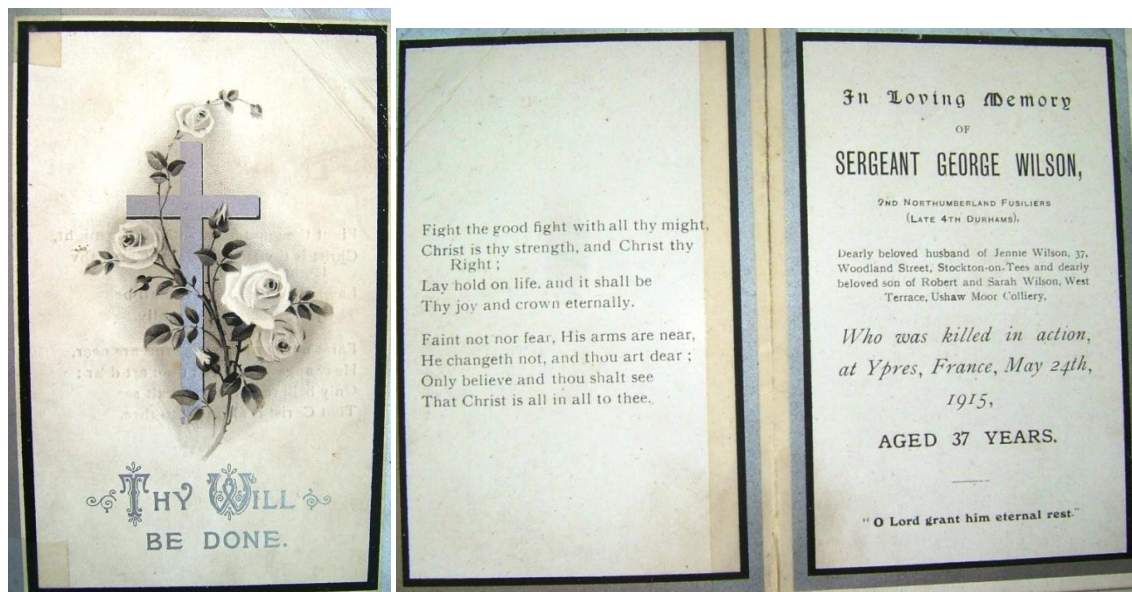 THY WILL
BE DONE.
Fight the good fight with all thy might,
Christ is thy strength, and Christ thy
Right ;
Lay hold on life. and it shall be
Thy joy and crown eternally.
Faint not nor fear, His arms are near,
He changeth not, and thou art dear ;
Only believe and thou shalt see
That Christ is all in all to thee.
In Loving Memory
OF
SERGEANT GEORGE WILSON,
2ND NORTHUMBERLAND FUSILIERS
(LATE 4TH DURHAMS),
Dearly beloved husband of Jennie Wilson, 37,
Woodland Street, Stockton-on-Tees and dearly
beloved son of Robert and Sarah Wilson, West
Terrace, Ushaw Moor Colliery,
Who was killed in action,
at Ypres, France, May 24th,
1915,
AGED 37 YEARS.
"O Lord grant him eternal rest."